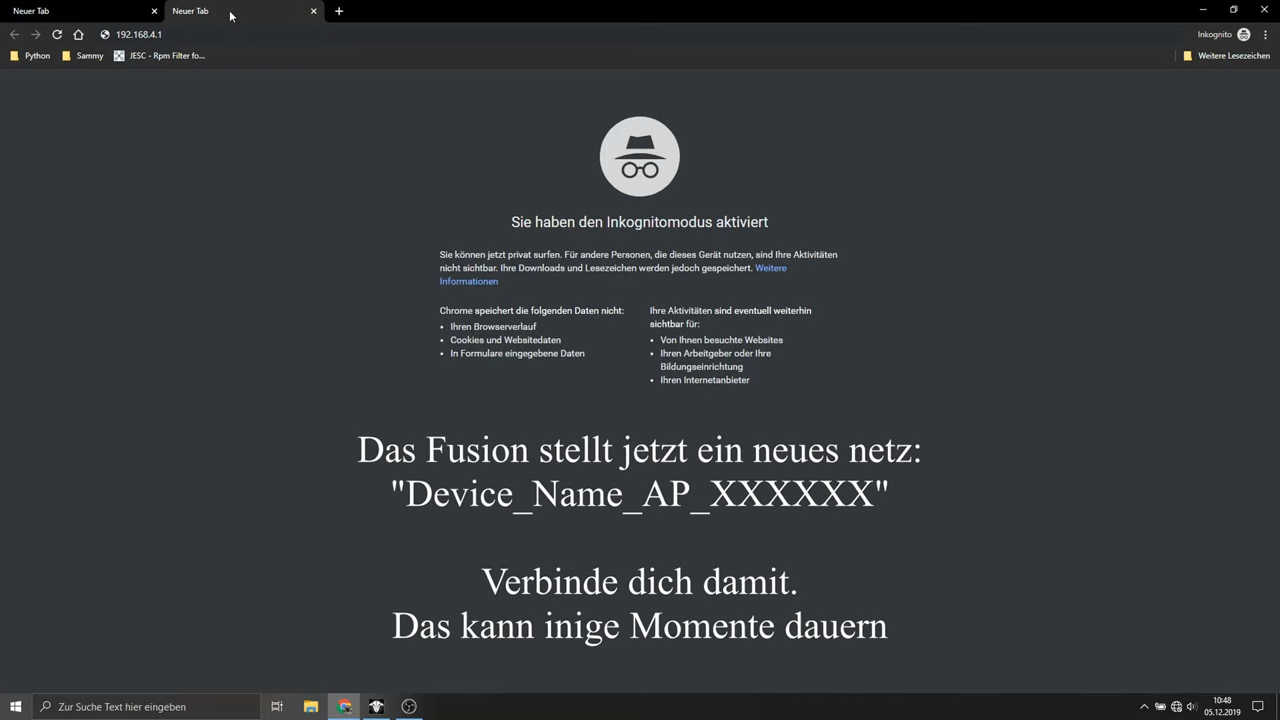 Neuer Tab
Neuer Tab
192.168.4.1
Inkognito
Python
Sammy
JESC - Rpm Filter fo...
Weitere Lesezeichen
Sie haben den Inkognitomodus aktiviert
Sie können jetzt privat surfen. Für andere Personen, die dieses Gerät nutzen, sind Ihre Aktivitäten
nicht sichtbar. Ihre Downloads und Lesezeichen werden jedoch gespeichert. Weitere
Informationen
Chrome speichert die folgenden Daten nicht:
• Ihren Browserverlauf
• Cookies und Websitedaten
• In Formulare eingegebene Daten
Ihre Aktivitäten sind eventuell weiterhin
sichtbar für:
• Von Ihnen besuchte Websites
• Ihren Arbeitgeber oder Ihre
Bildungseinrichtung
• Ihren Internetanbieter
Das Fusion stellt jetzt ein neues netz:
"Device_Name_AP_XXXXXX"
Verbinde dich damit.
Das kann inige Momente dauern
Zur Suche Text hier eingeben
10:48
05.12.2019